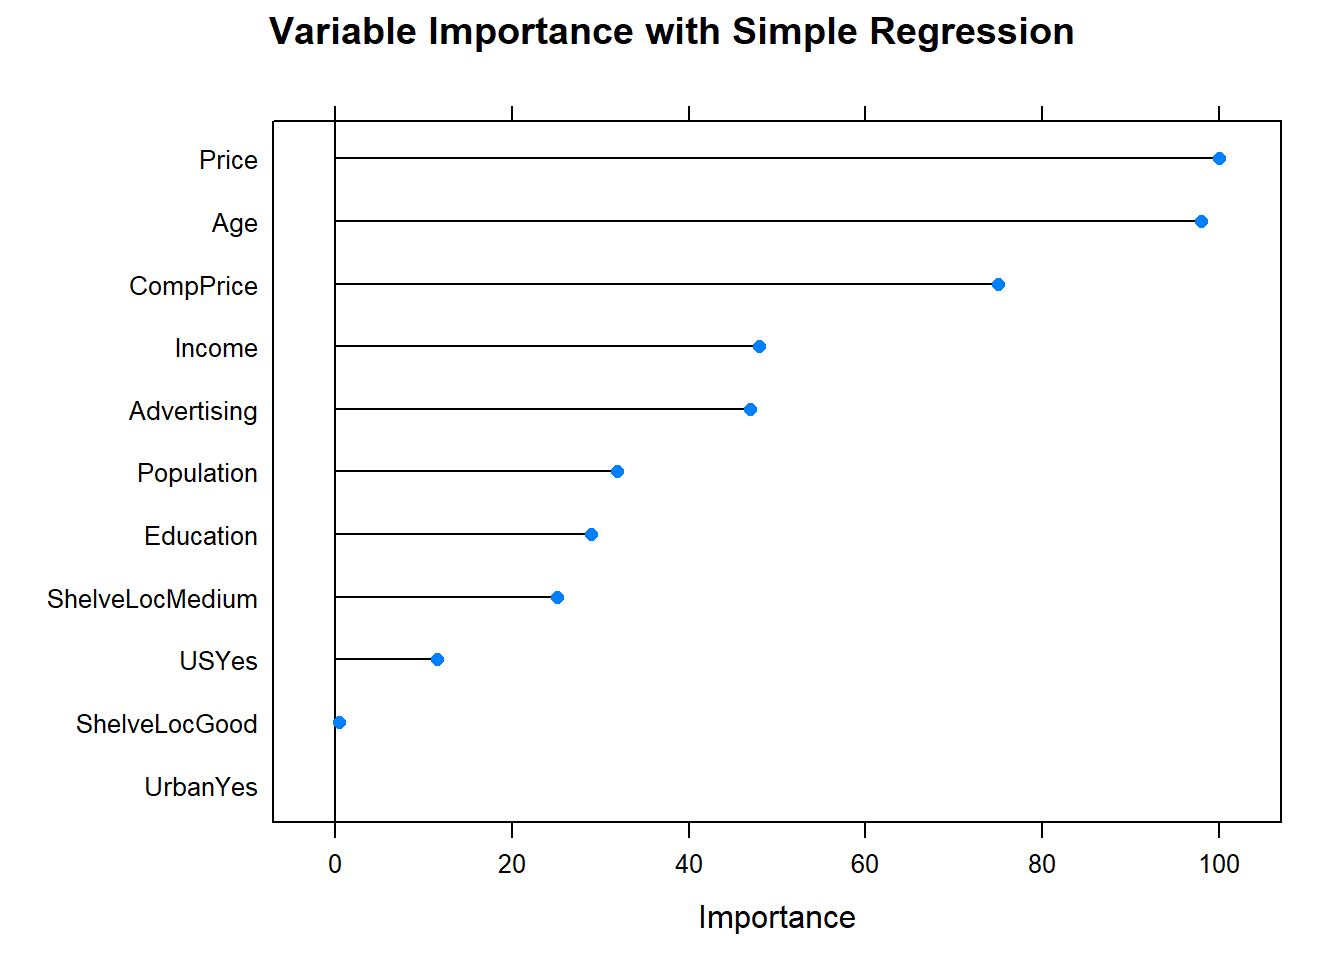 Variable Importance with Simple Regression
Price
Age
CompPrice
Income
Advertising
Population
Education
ShelveLocMedium
USYes
ShelveLocGood
UrbanYes
0 20 40 60 80 100
Importance